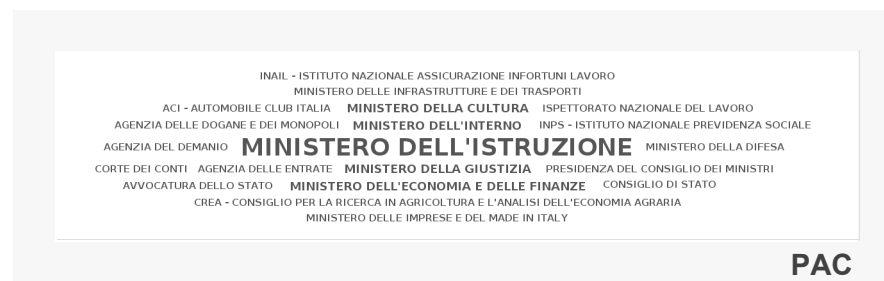 INAIL - ISTITUTO NAZIONALE ASSICURAZIONE INFORTUNI LAVORO
MINISTERO DELLE INFRASTRUTTURE E DEI TRASPORTI
ACI - AUTOMOBILE CLUB ITALIA MINISTERO DELLA CULTURA ISPETTORATO NAZIONALE DEL LAVORO
AGENZIA DELLE DOGANE E DEI MONOPOLI MINISTERO DELL'INTERNO INPS - ISTITUTO NAZIONALE PREVIDENZA SOCIALE
AGENZIA DEL DEMANIO MINISTERO DELL'ISTRUZIONE MINISTERO DELLA DIFESA
CORTE DEI CONTI AGENZIA DELLE ENTRATE MINISTERO DELLA GIUSTIZIA PRESIDENZA DEL CONSIGLIO DEI MINISTRI
AVVOCATURA DELLO STATO MINISTERO DELL'ECONOMIA E DELLE FINANZE CONSIGLIO DI STATO
CREA - CONSIGLIO PER LA RICERCA IN AGRICOLTURA E L'ANALISI DELL'ECONOMIA AGRARIA
MINISTERO DELLE IMPRESE E DEL MADE IN ITALY
PAC